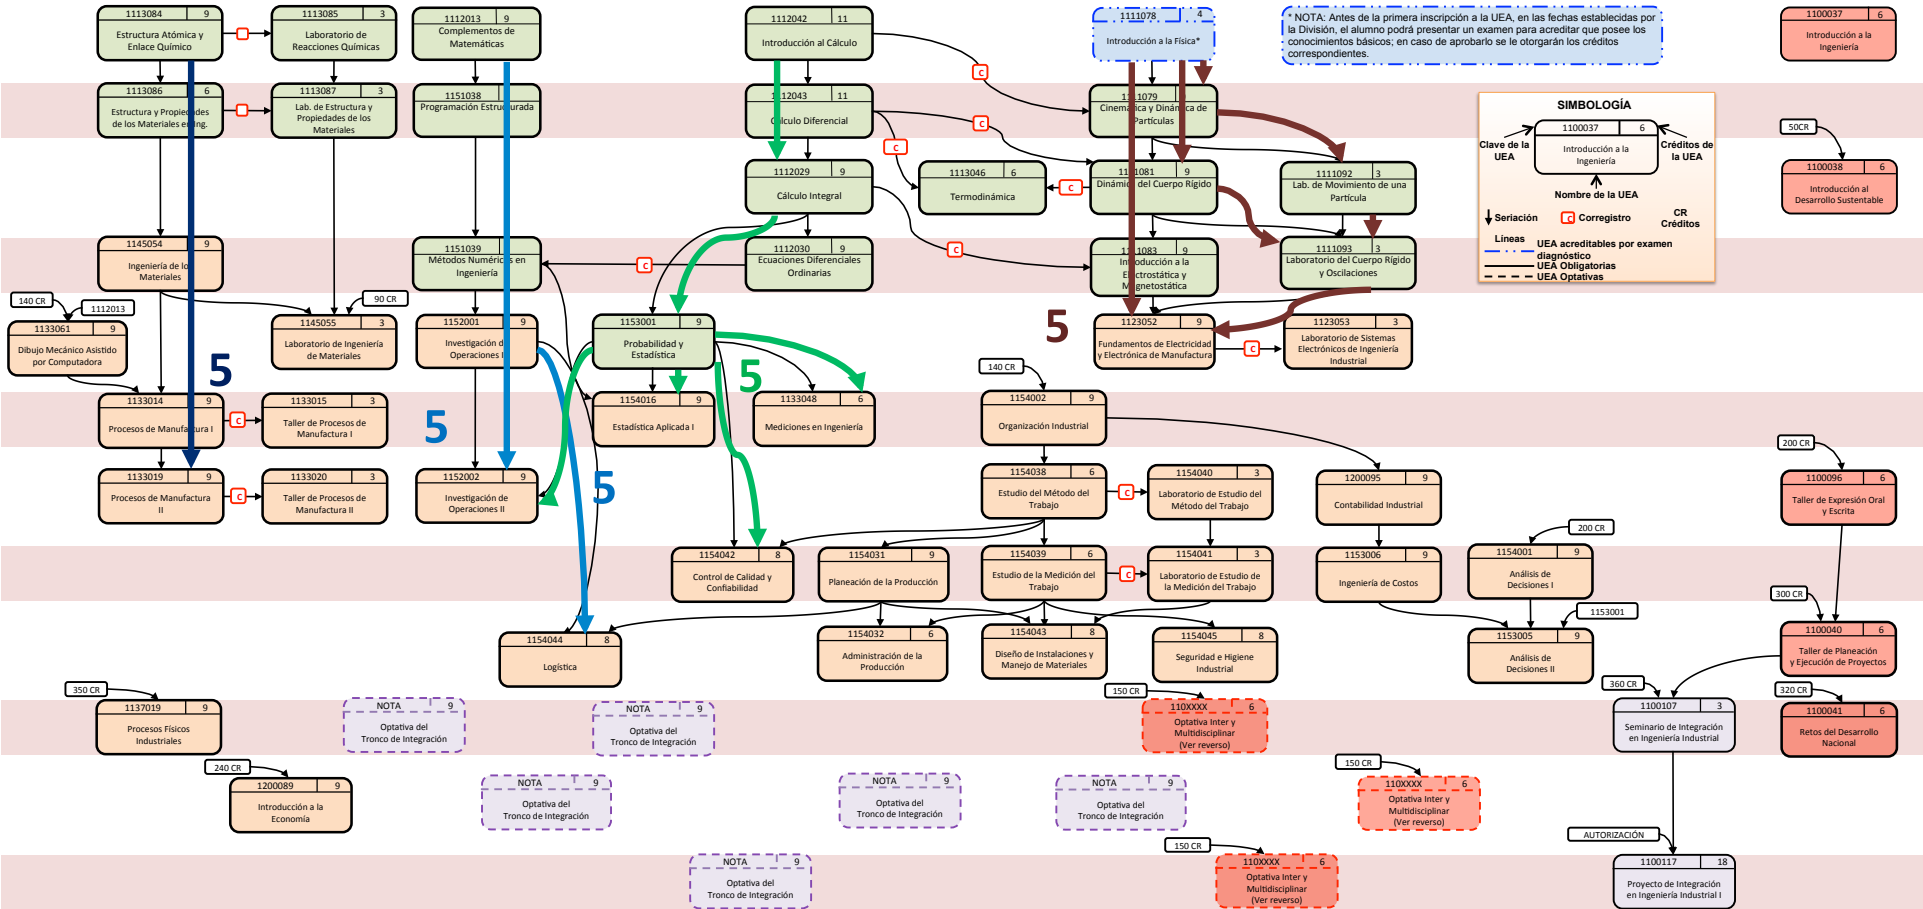 1113084 9
Estructura Atómica y
Enlace Químico
1113085 3
Laboratorio de
Reacciones Químicas
1112013 9
Complementos de
Matemáticas
1112042 11
Introducción al Cálculo
1111078 4
Introducción a la Física*
* NOTA: Antes de la primera inscripción a la UEA, en las fechas establecidas por
la División, el alumno podrá presentar un examen para acreditar que posee los
conocimientos básicos; en caso de aprobarlo se le otorgarán los créditos
correspondientes.
1100037 6
Introducción a la
Ingeniería
c
1113086 6
Estructura y Propiedades
de los Materiales en Ing.
1113087 3
Lab. de Estructura y
Propiedades de los
Materiales
1151038
Programación Estructurada
1112043 11
Cálculo Diferencial
c
c
1111079
Cinemática y Dinámica de
Partículas
SIMBOLOGÍA
1100037 6
Introducción a la
Ingeniería
Clave de la
UEA
Créditos de
la UEA
Nombre de la UEA
Seriación
c Corregistro
CR
Créditos
Lineas
UEA acreditables por examen
diagnóstico
UEA Obligatorias
UEA Optativas
50CR
1100038 6
Introducción al
Desarrollo Sustentable
1112029 9
Cálculo Integral
1113046 6
Termodinámica
c
1111081 9
Dinámica del Cuerpo Rígido
1111092 3
Lab. de Movimiento de una
Partícula
1145054 9
Ingeniería de los
Materiales
1151039 9
Métodos Numéricos en
Ingeniería
c
1112030 9
Ecuaciones Diferenciales
Ordinarias
c
1111083 9
Introducción a la
Electrostática y
Magnetostática
1111093 3
Laboratorio del Cuerpo Rígido
y Oscilaciones
140 CR
1112013
90 CR
1133061 9
Dibujo Mecánico Asistido
por Computadora
1145055 3
Laboratorio de Ingeniería
de Materiales
1152001 9
Investigación de
Operaciones I
1153001 9
Probabilidad y
Estadística
5
1123052 9
Fundamentos de Electricidad
y Electrónica de Manufactura
c
1123053 3
Laboratorio de Sistemas
Electrónicos de Ingeniería
Industrial
5
5
140 CR
1133014 9
Procesos de Manufactura I
c
1133015 3
Taller de Procesos de
Manufactura I
5
1154016 9
Estadística Aplicada I
1133048 6
Mediciones en Ingeniería
1154002 9
Organización Industrial
200 CR
1133019 9
Procesos de Manufactura
II
c
1133020 3
Taller de Procesos de
Manufactura II
1152002 9
Investigación de
Operaciones II
5
1154038 6
Estudio del Método del
Trabajo
c
1154040 3
Laboratorio de Estudio del
Método del Trabajo
1200095 9
Contabilidad Industrial
1100096 6
Taller de Expresión Oral
y Escrita
200 CR
1154042 8
Control de Calidad y
Confiabilidad
1154031 9
Planeación de la Producción
1154039 6
Estudio de la Medición del
Trabajo
c
1154041 3
Laboratorio de Estudio de
la Medición del Trabajo
1153006 9
Ingeniería de Costos
1154001 9
Análisis de
Decisiones I
300 CR
1153001
1154044 8
Logística
1154032 6
Administración de la
Producción
1154043 8
Diseño de Instalaciones y
Manejo de Materiales
1154045 8
Seguridad e Higiene
Industrial
1153005 9
Análisis de
Decisiones II
1100040 6
Taller de Planeación
y Ejecución de Proyectos
350 CR
150 CR
360 CR
320 CR
1137019 9
Procesos Físicos
Industriales
NOTA 9
Optativa del
Tronco de Integración
NOTA 9
Optativa del
Tronco de Integración
110XXXX 6
Optativa Inter y
Multidisciplinar
(Ver reverso)
1100107 3
Seminario de Integración
en Ingeniería Industrial
1100041 6
Retos del Desarrollo
Nacional
240 CR
150 CR
1200089 9
Introducción a la
Economía
NOTA 9
Optativa del
Tronco de Integración
NOTA 9
Optativa del
Tronco de Integración
NOTA 9
Optativa del
Tronco de Integración
110XXXX 6
Optativa Inter y
Multidisciplinar
(Ver reverso)
AUTORIZACIÓN
150 CR
NOTA 9
Optativa del
Tronco de Integración
110XXXX 6
Optativa Inter y
Multidisciplinar
(Ver reverso)
1100117 18
Proyecto de Integración
en Ingeniería Industrial I